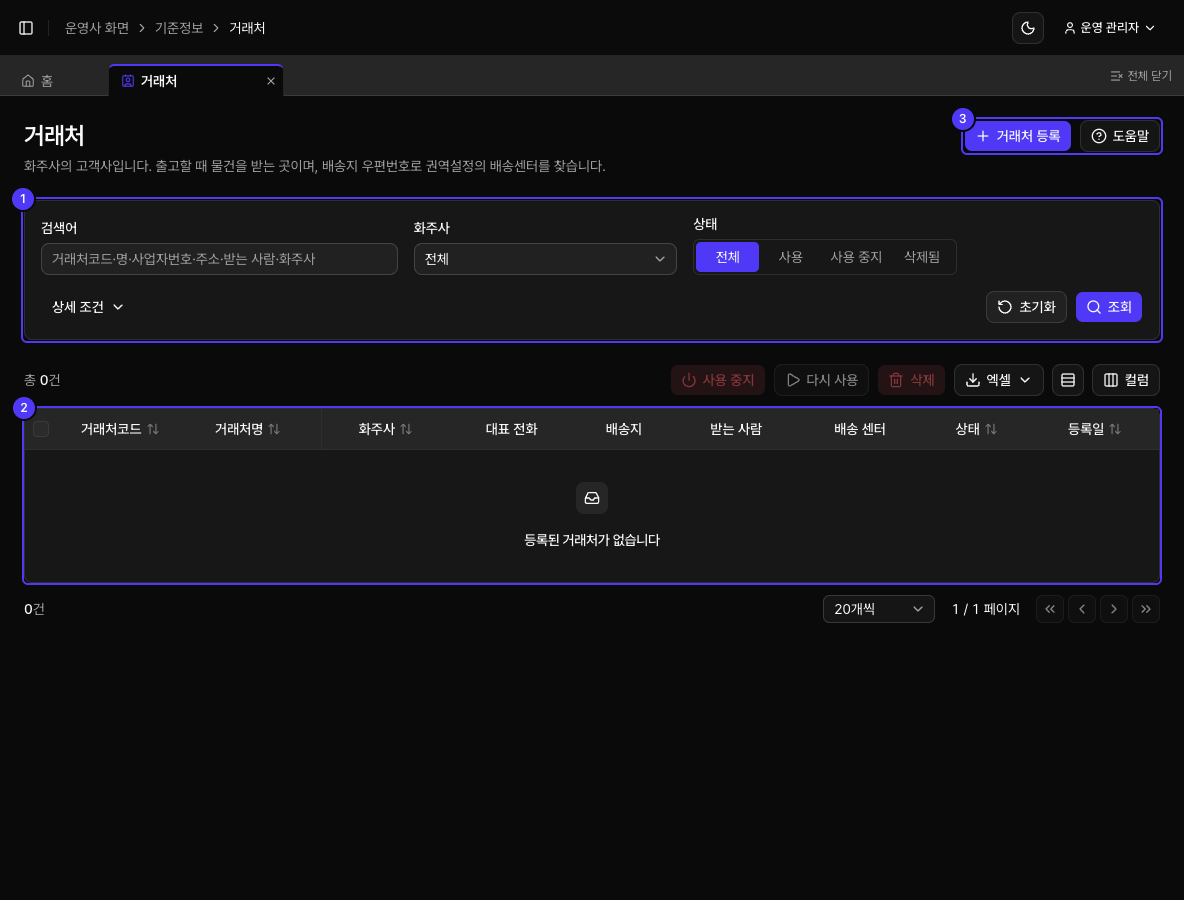 운영사 화면 > 기준정보 > 거래처
운영 관리자
홈
거래처
전체 닫기
거래처
화주사의 고객사입니다. 출고할 때 물건을 받는 곳이며, 배송지 우편번호로 권역설정의 배송센터를 찾습니다.
3
거래처 등록
도움말
1
검색어
화주사
상태
거래처코드·명·사업자번호·주소·받는 사람·화주사
전체
전체
사용
사용 중지
삭제됨
상세 조건
초기화
조회
총 0건
사용 중지
다시 사용
삭제
엑셀
컬럼
2
거래처코드
거래처명
화주사
대표 전화
배송지
받는 사람
배송 센터
상태
등록일
등록된 거래처가 없습니다
0건
20개씩
1 / 1 페이지